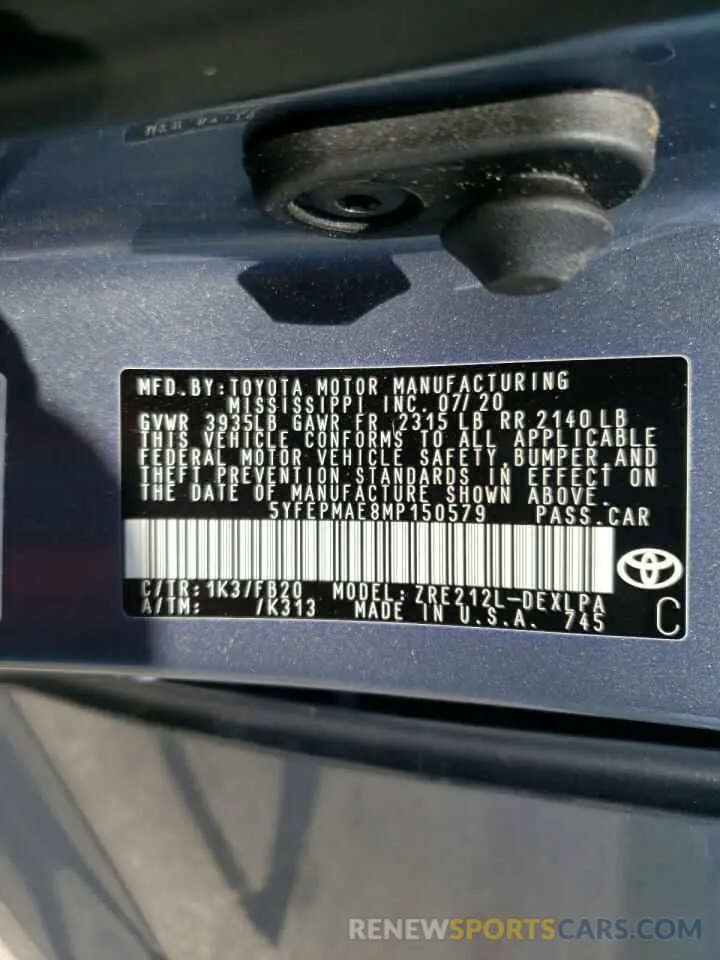 MFD. BY: TOYOTA MOTOR MANUFACTURING
MISSISSIPPI INC. 07/20
GVWR 3935LB GAWR FR 2315 LB RR 2140 LB
THIS VEHICLE CONFORMS TO ALL APPLICABLE
FEDERAL MOTOR VEHICLE SAFETY, BUMPER AND
THEFT PREVENTION STANDARDS IN EFFECT ON
THE DATE OF MANUFACTURE SHOWN ABOVE.
5YFEPMAE8MP150579 PASS.CAR
C/TR: 1K3/FB20 MODEL: ZRE212L-DEXLPA
A/TM: /K313 MADE IN U.S.A. 745
C
RENEWSPORTSCARS.COM